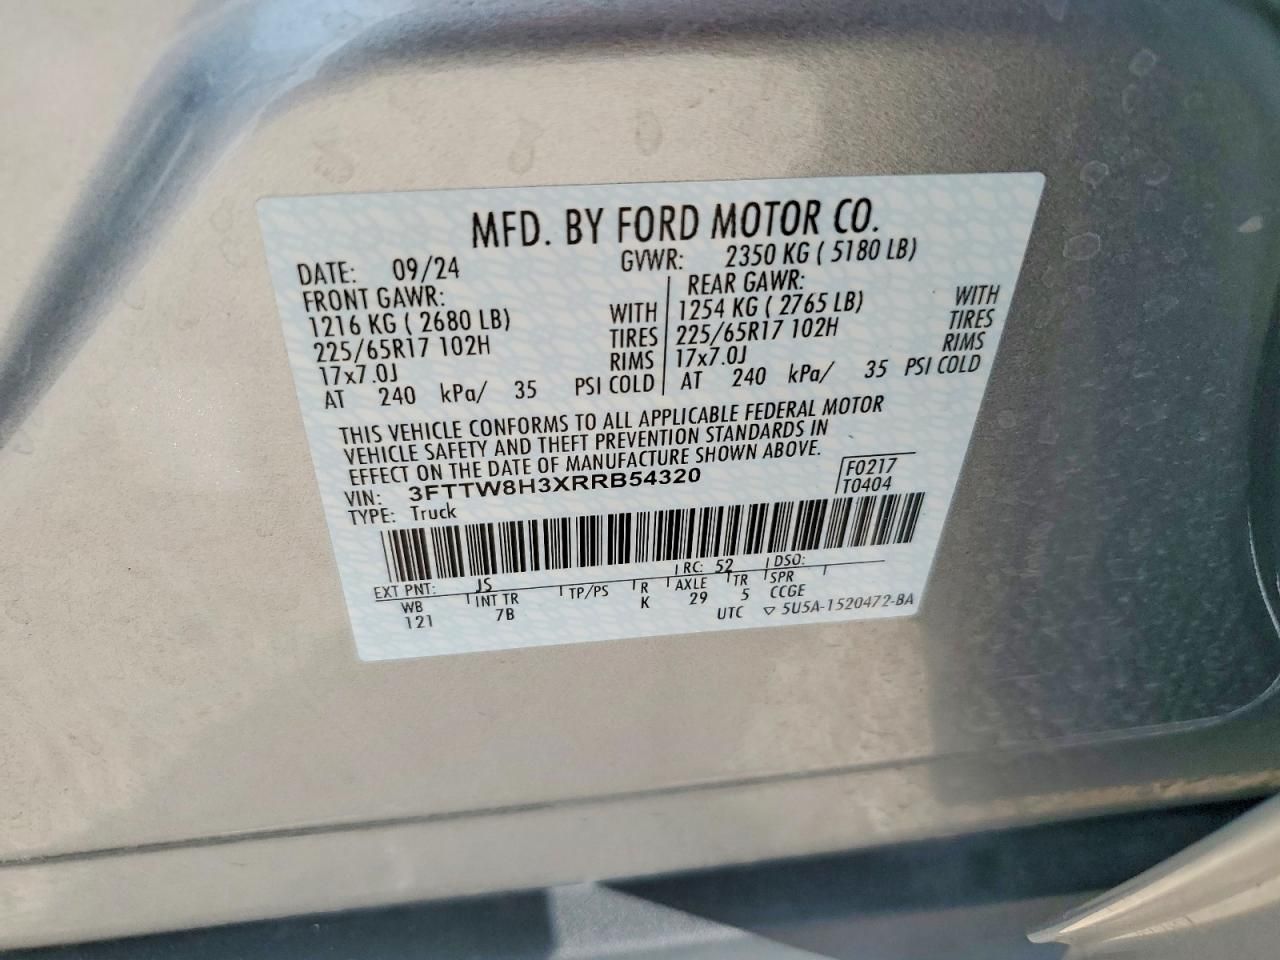 MFD. BY FORD MOTOR CO.
DATE: 09/24 GVWR: 2350 KG ( 5180 LB)
FRONT GAWR: REAR GAWR:
1216 KG ( 2680 LB) WITH 1254 KG ( 2765 LB) WITH
225/65R17 102H TIRES 225/65R17 102H TIRES
17x7.0J RIMS 17x7.0J RIMS
AT 240 kPa/ 35 PSI COLD AT 240 kPa/ 35 PSI COLD
THIS VEHICLE CONFORMS TO ALL APPLICABLE FEDERAL MOTOR
VEHICLE SAFETY AND THEFT PREVENTION STANDARDS IN
EFFECT ON THE DATE OF MANUFACTURE SHOWN ABOVE.
VIN: 3FTTW8H3XRRB54320 F0217
TYPE: Truck T0404
EXT PNT: JS RC: 52 DSO:
WB INT TR TP/PS R AXLE TR SPR
121 7B K 29 5 CCGE
UTC ▽ 5U5A-1520472-BA